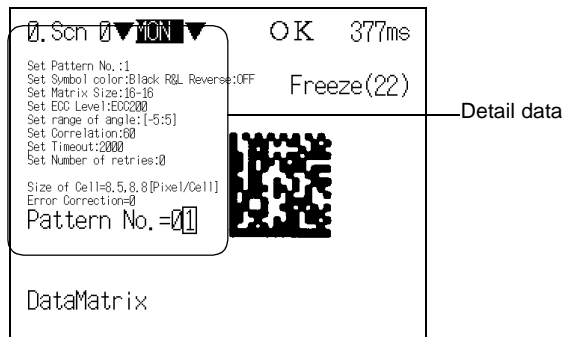 0.Scn 0▼MON ▼ OK 377ms
Freeze(22)
Set Pattern No.:1
Set Symbol color:Black R&L Reverse:OFF
Set Matrix Size:16-16
Set ECC Level:ECC200
Set range of angle:[-5:5]
Set Correlation:60
Set Timeout:2000
Set Number of retries:0
Size of Cell=8.5,8.8[Pixel/Cell]
Error Correction=0
Pattern No.=01
DataMatrix
Detail data